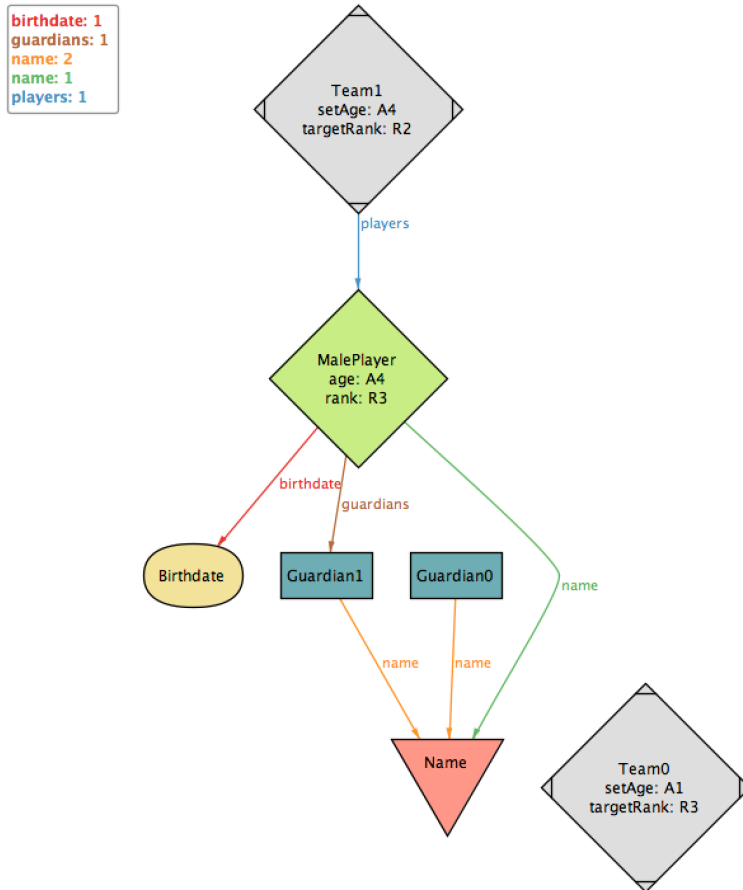 birthdate: 1
guardians: 1
name: 2
name: 1
players: 1
Team1
setAge: A4
targetRank: R2
players
MalePlayer
age: A4
rank: R3
birthdate
guardians
Birthdate
Guardian1
Guardian0
name
name
name
Name
Team0
setAge: A1
targetRank: R3